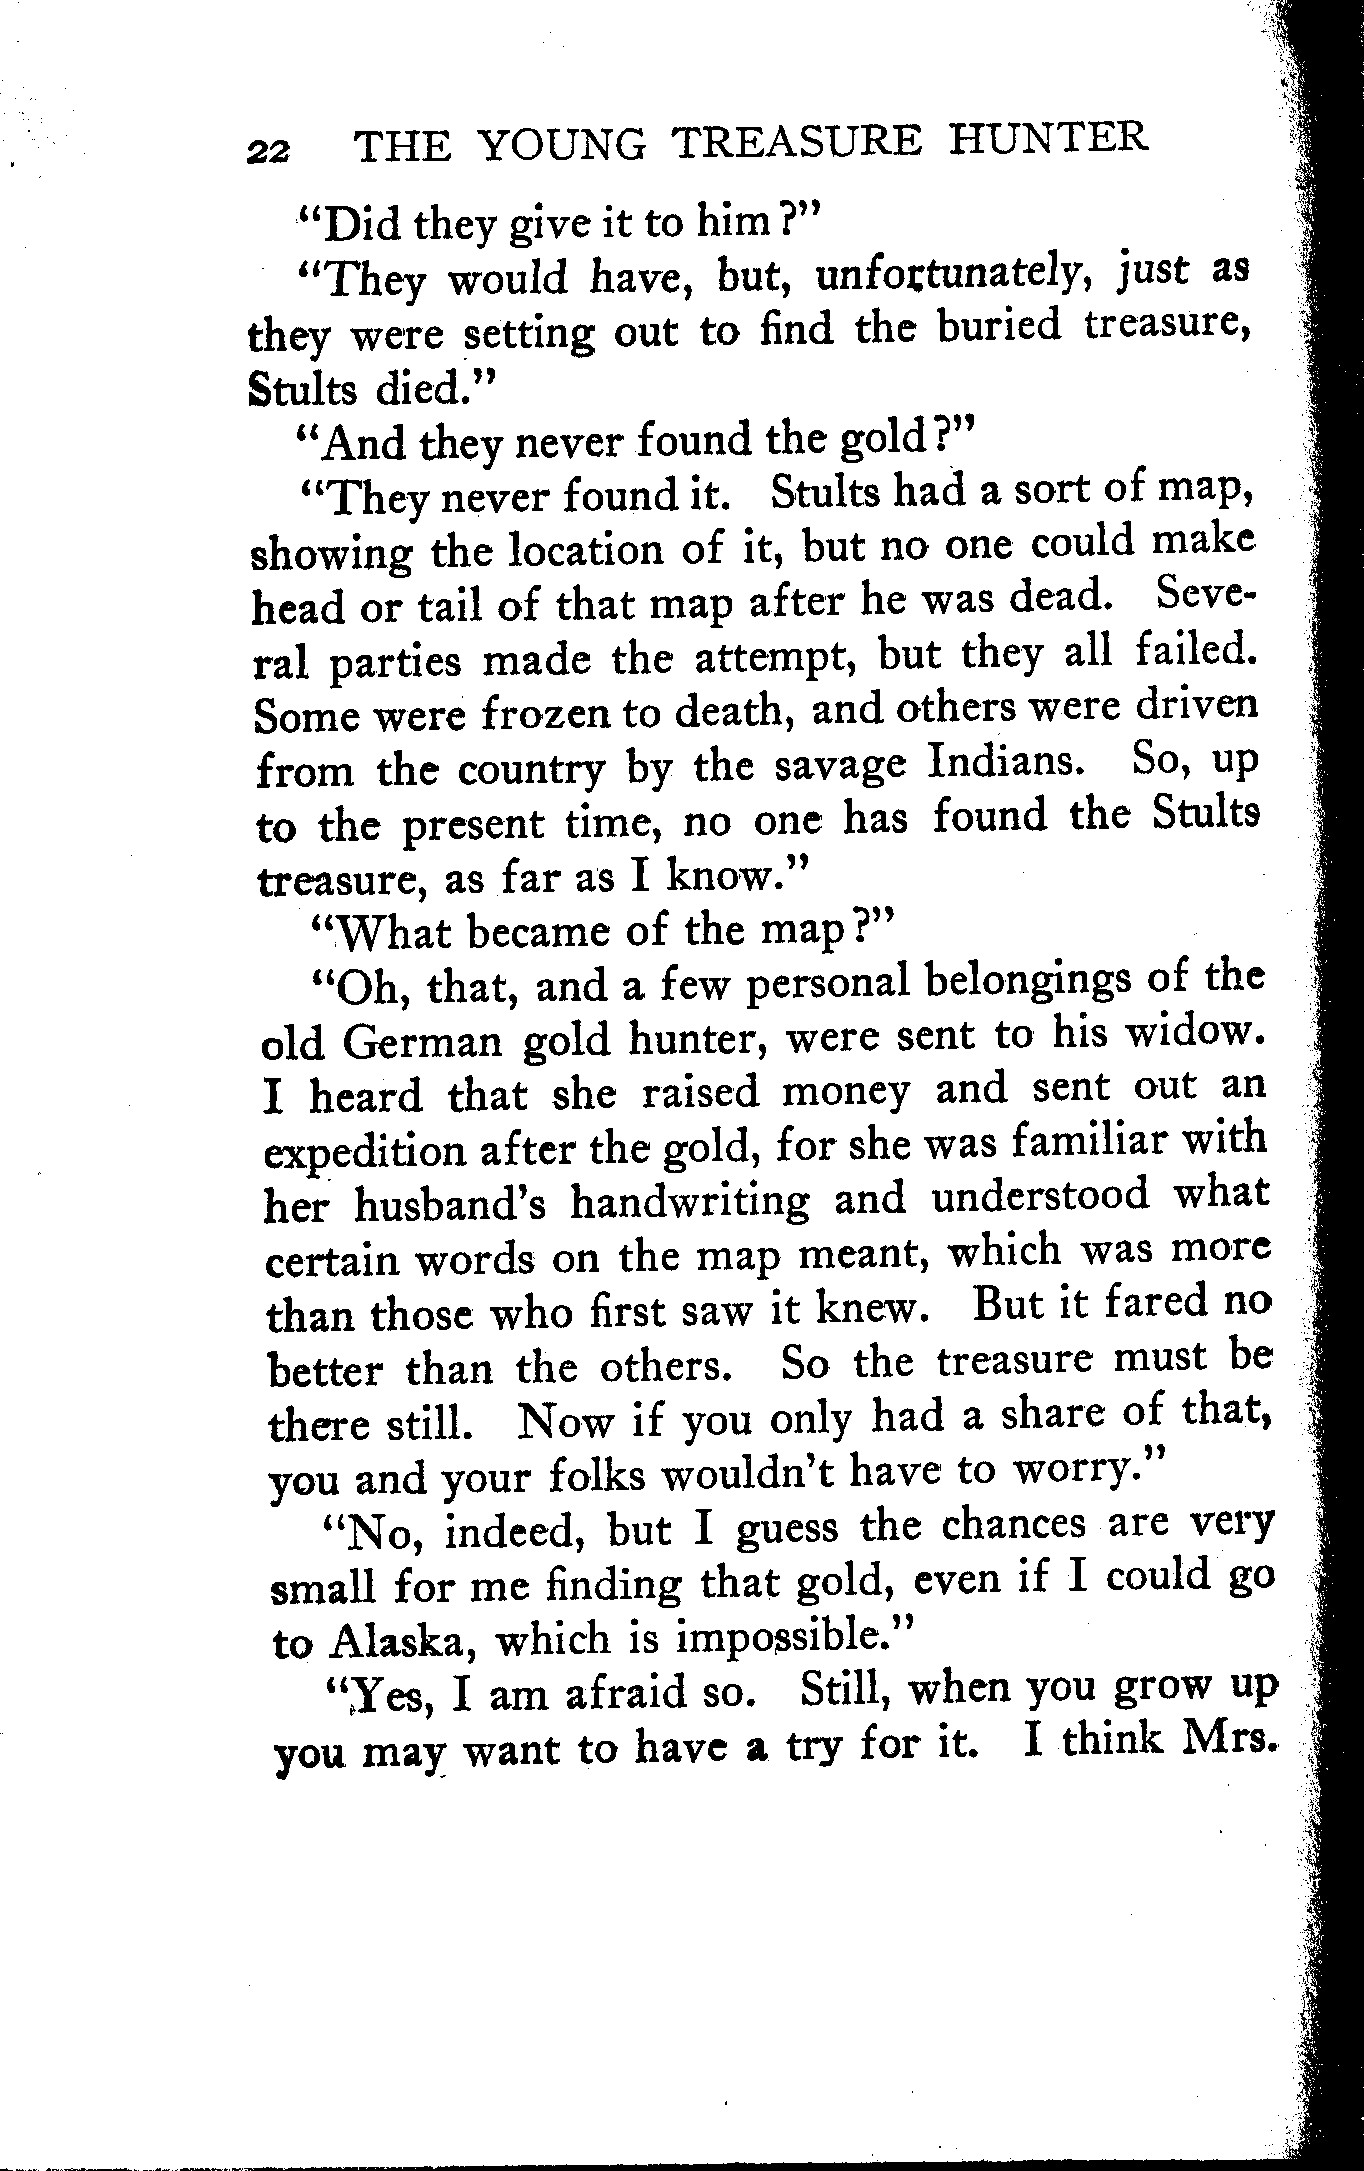 22 THE YOUNG TREASURE HUNTER
"Did they give it to him?"
"They would have, but, unfortunately, just as
they were setting out to find the buried treasure,
Stults died."
"And they never found the gold?"
"They never found it. Stults had a sort of map,
showing the location of it, but no one could make
head or tail of that map after he was dead. Seve-
ral parties made the attempt, but they all failed.
Some were frozen to death, and others were driven
from the country by the savage Indians. So, up
to the present time, no one has found the Stults
treasure, as far as I know."
"What became of the map?"
"Oh, that, and a few personal belongings of the
old German gold hunter, were sent to his widow.
I heard that she raised money and sent out an
expedition after the gold, for she was familiar with
her husband's handwriting and understood what
certain words on the map meant, which was more
than those who first saw it knew. But it fared no
better than the others. So the treasure must be
there still. Now if you only had a share of that,
you and your folks wouldn't have to worry."
"No, indeed, but I guess the chances are very
small for me finding that gold, even if I could go
to Alaska, which is impossible."
"Yes, I am afraid so. Still, when you grow up
you may want to have a try for it. I think Mrs.